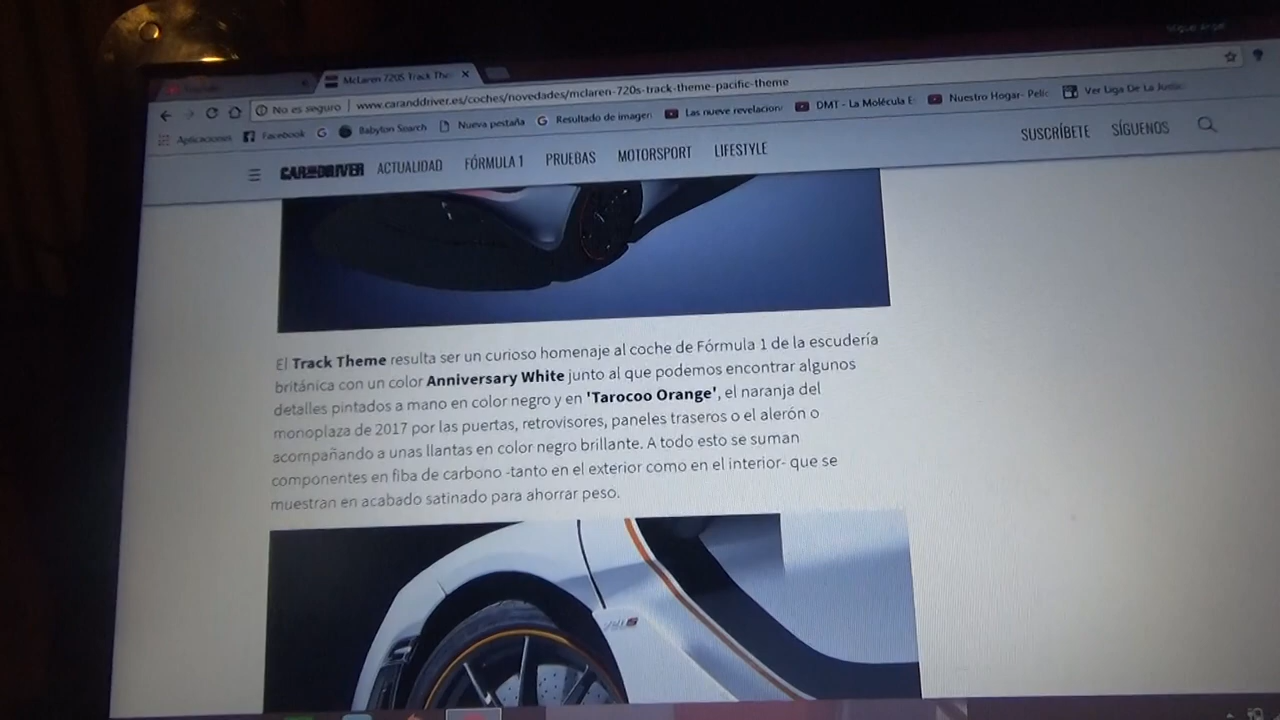 McLaren 720S Track The
No es seguro | www.caranddriver.es/coches/novedades/mclaren-720s-track-theme-pacific-theme
Aplicaciones Facebook G Babylon Search Nueva pestaña Resultado de imagen Las nueve revelacion DMT - La Molécula E Nuestro Hogar- Pelíc Ver Liga De La Justic
CAR AND DRIVER ACTUALIDAD FÓRMULA 1 PRUEBAS MOTORSPORT LIFESTYLE SUSCRÍBETE SÍGUENOS
El Track Theme resulta ser un curioso homenaje al coche de Fórmula 1 de la escudería
británica con un color Anniversary White junto al que podemos encontrar algunos
detalles pintados a mano en color negro y en 'Tarocoo Orange', el naranja del
monoplaza de 2017 por las puertas, retrovisores, paneles traseros o el alerón o
acompañando a unas llantas en color negro brillante. A todo esto se suman
componentes en fiba de carbono -tanto en el exterior como en el interior- que se
muestran en acabado satinado para ahorrar peso.
720S